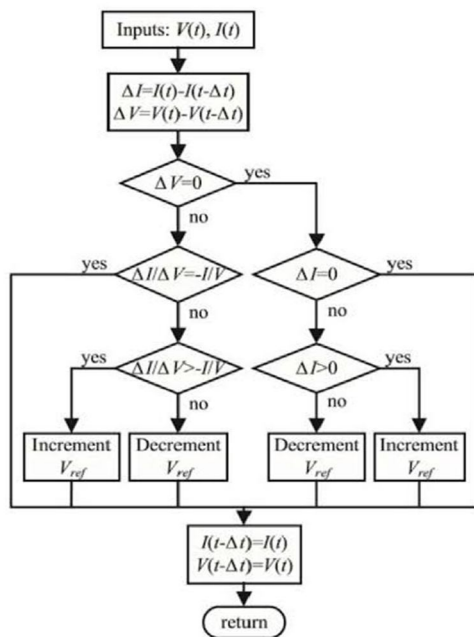 Inputs: V(t), I(t)
ΔI=I(t)-I(t-Δt)
ΔV=V(t)-V(t-Δt)
ΔV=0
yes
no
yes
ΔI/ΔV=-I/V
ΔI=0
yes
no
no
yes
ΔI/ΔV>-I/V
ΔI>0
yes
no
no
Increment
Vref
Decrement
Vref
Decrement
Vref
Increment
Vref
I(t-Δt)=I(t)
V(t-Δt)=V(t)
return